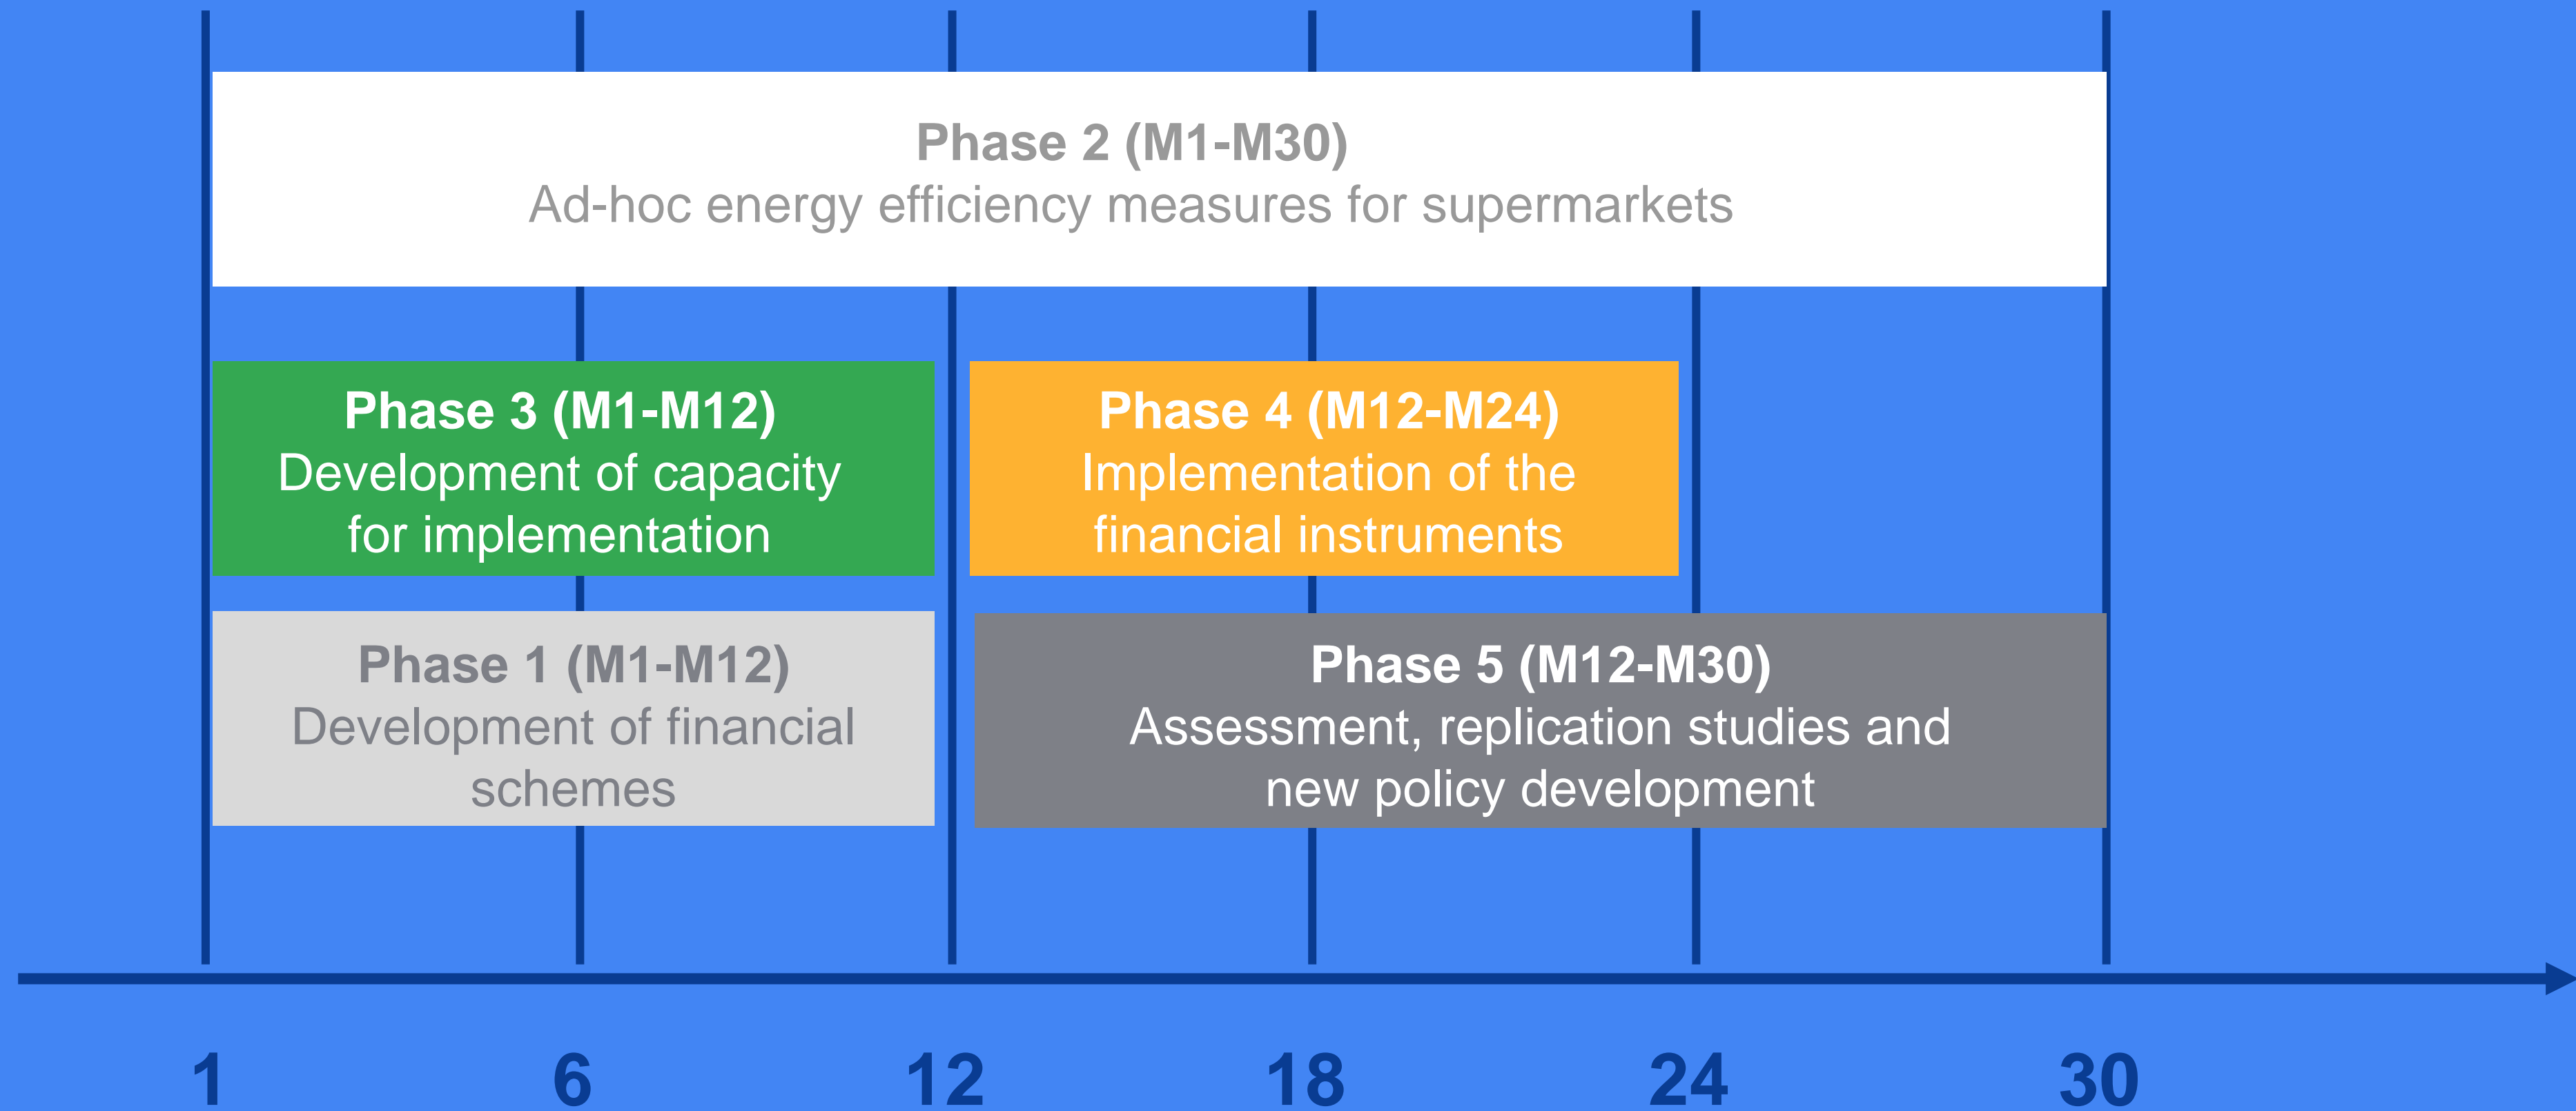 Phase 2 (M1-M30)
Ad-hoc energy efficiency measures for supermarkets
Phase 3 (M1-M12)
Development of capacity
for implementation
Phase 4 (M12-M24)
Implementation of the
financial instruments
Phase 1 (M1-M12)
Development of financial
schemes
Phase 5 (M12-M30)
Assessment, replication studies and
new policy development
1 6 12 18 24 30